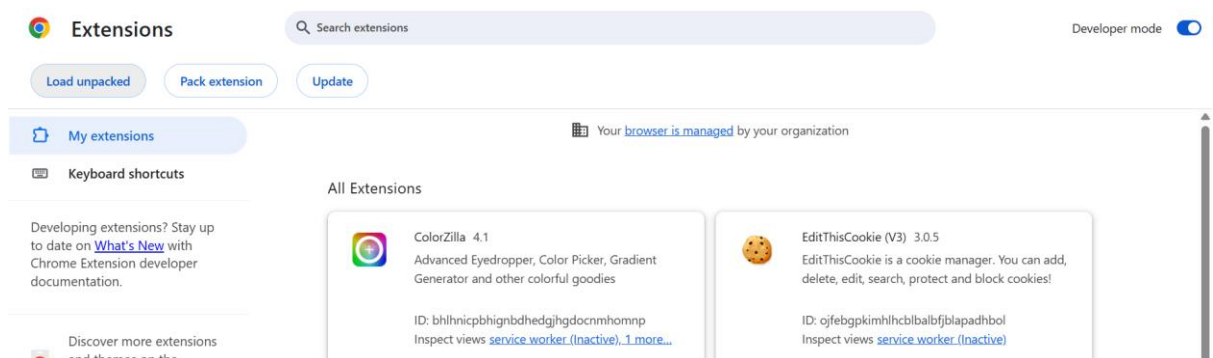 Extensions
Search extensions
Developer mode
Load unpacked
Pack extension
Update
My extensions
Keyboard shortcuts
Developing extensions? Stay up
to date on What's New with
Chrome Extension developer
documentation.
Discover more extensions
and themes on the
Your browser is managed by your organization
All Extensions
ColorZilla 4.1
Advanced Eyedropper, Color Picker, Gradient
Generator and other colorful goodies
ID: bhlhnicpbhignbdhedgjhgdocnmhomnp
Inspect views service worker (Inactive), 1 more...
EditThisCookie (V3) 3.0.5
EditThisCookie is a cookie manager. You can add,
delete, edit, search, protect and block cookies!
ID: ojfebgpkimhlhcblbalbfjblapadhbol
Inspect views service worker (Inactive)